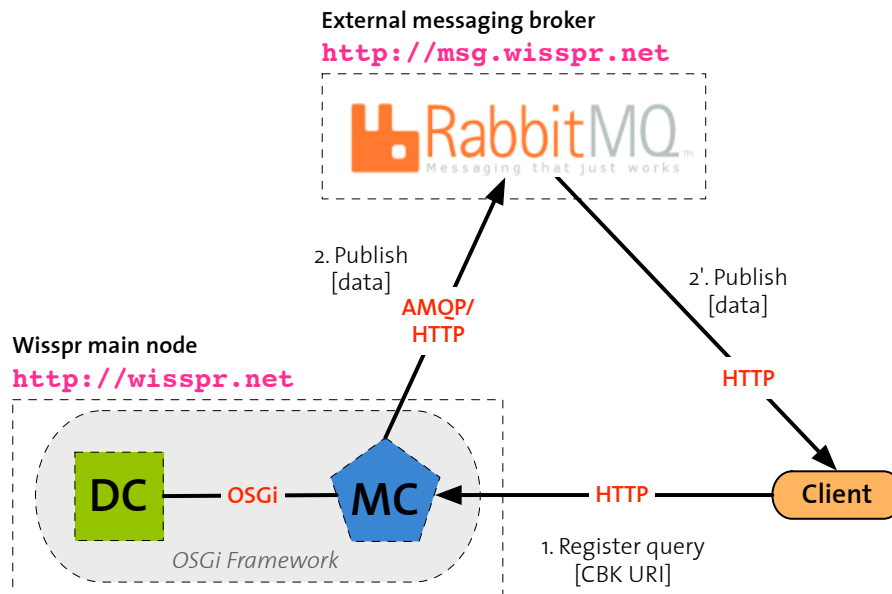 External messaging broker
http://msg.wisspr.net
RabbitMQ™
Messaging that just works
2. Publish
[data]
AMQP/
HTTP
2'. Publish
[data]
HTTP
Wisspr main node
http://wisspr.net
DC
OSGi
MC
HTTP
Client
OSGi Framework
1. Register query
[CBK URI]